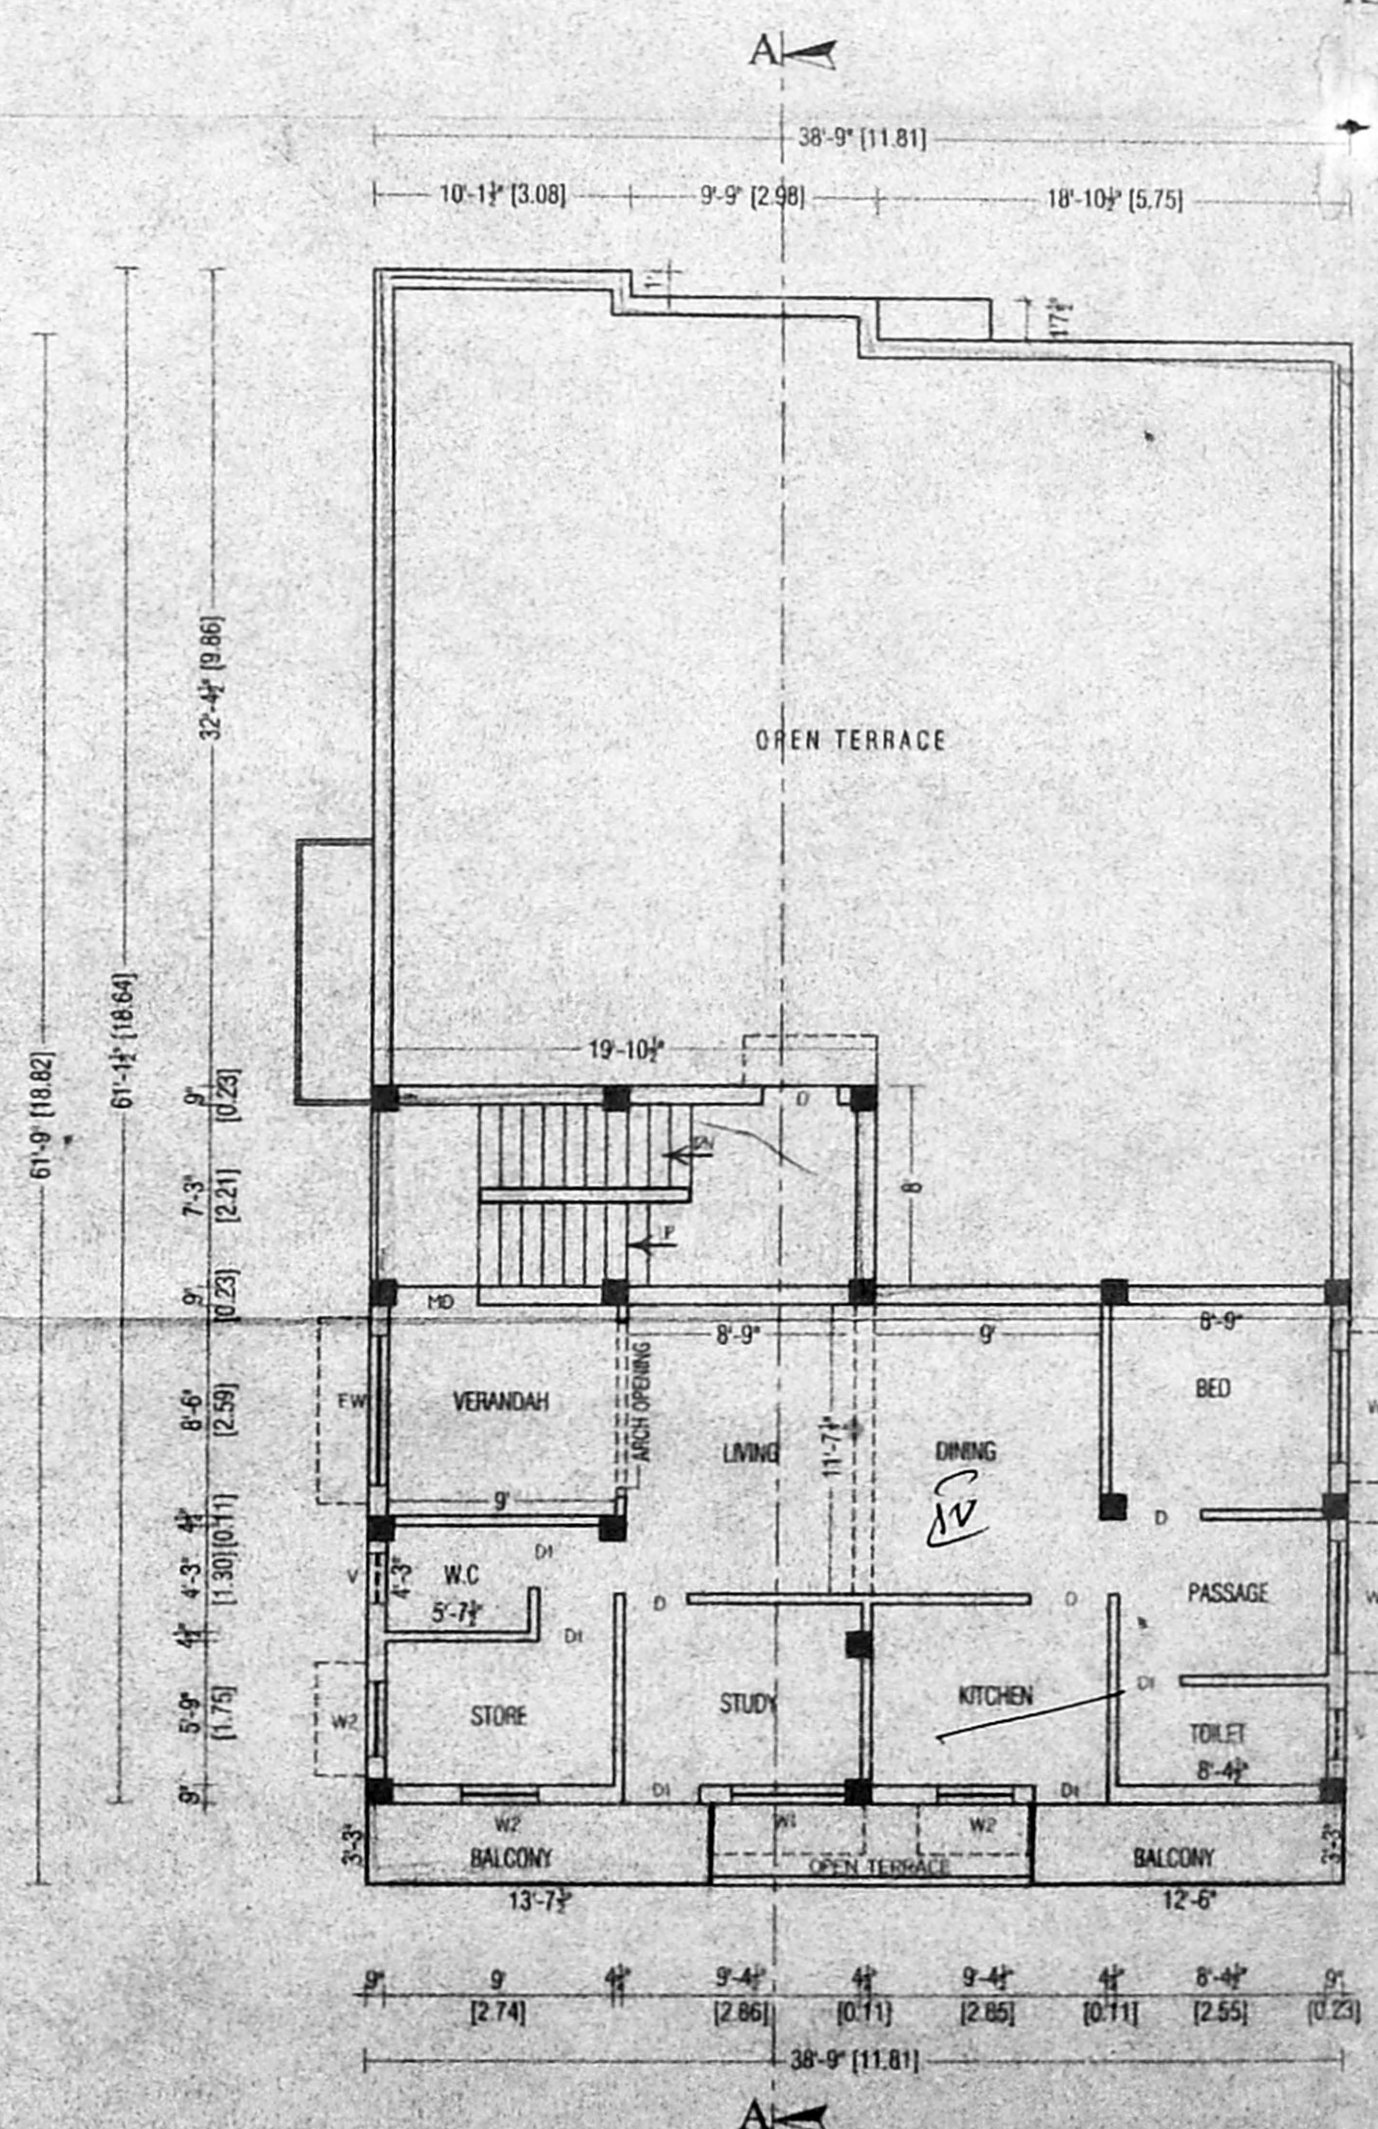 A
38'-9" [11.81]
10'-1½" [3.08]
9'-9" [2.98]
18'-10½" [5.75]
1'
1'7½"
32'-4½" [9.86]
61'-1½" [18.64]
61'-9" [18.82]
OPEN TERRACE
19'-10½"
9"
[0.23]
D
DN
7'-3"
[2.21]
8'
9"
[0.23]
MD
8'-9"
9'
8'-9"
8'-6"
[2.59]
FW
VERANDAH
ARCH OPENING
LIVING
11'-7½"
DINING
BED
W
9'
4½"
[0.11]
D
D1
4'-3"
[1.30]
V
4'-3"
W.C
5'-7½"
D
D
PASSAGE
W
4½"
D1
5'-9"
[1.75]
W2
STORE
STUDY
KITCHEN
D1
TOILET
8'-4½"
9"
D1
D1
W2
W1
W2
3'-3"
BALCONY
OPEN TERRACE
BALCONY
3'-3"
13'-7½"
12'-6"
9" 9' 4½" 9'-4½" 4½" 9'-4½" 4½" 8'-4½" 9"
[2.74] [2.86] [0.11] [2.85] [0.11] [2.55] [0.23]
38'-9" [11.81]
A